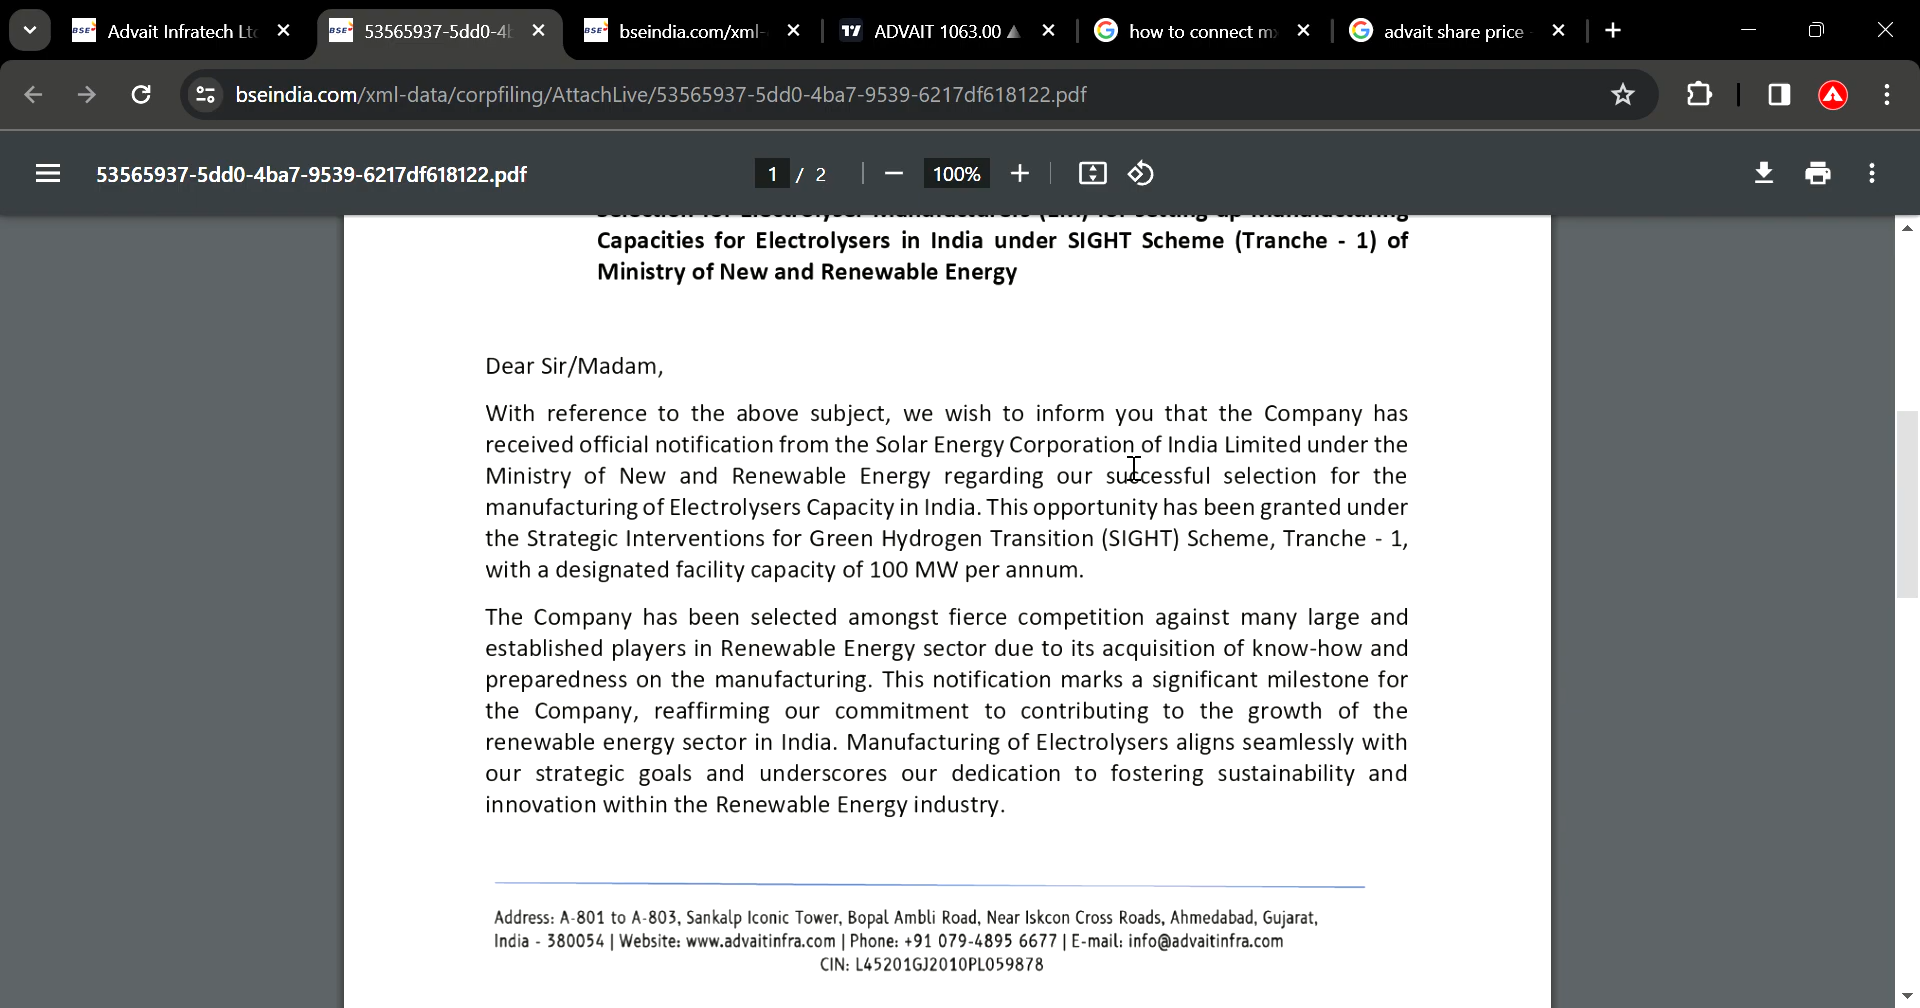 Advait Infratech Lt
53565937-5dd0-4
bseindia.com/xml-
ADVAIT 1063.00 ▲
how to connect m
advait share price
bseindia.com/xml-data/corpfiling/AttachLive/53565937-5dd0-4ba7-9539-6217df618122.pdf
53565937-5dd0-4ba7-9539-6217df618122.pdf
1 / 2
100%
Selection for Electrolyser Manufacturers (EM) for setting up Manufacturing
Capacities for Electrolysers in India under SIGHT Scheme (Tranche - 1) of
Ministry of New and Renewable Energy
Dear Sir/Madam,
With reference to the above subject, we wish to inform you that the Company has
received official notification from the Solar Energy Corporation of India Limited under the
Ministry of New and Renewable Energy regarding our successful selection for the
manufacturing of Electrolysers Capacity in India. This opportunity has been granted under
the Strategic Interventions for Green Hydrogen Transition (SIGHT) Scheme, Tranche - 1,
with a designated facility capacity of 100 MW per annum.
The Company has been selected amongst fierce competition against many large and
established players in Renewable Energy sector due to its acquisition of know-how and
preparedness on the manufacturing. This notification marks a significant milestone for
the Company, reaffirming our commitment to contributing to the growth of the
renewable energy sector in India. Manufacturing of Electrolysers aligns seamlessly with
our strategic goals and underscores our dedication to fostering sustainability and
innovation within the Renewable Energy industry.
Address: A-801 to A-803, Sankalp Iconic Tower, Bopal Ambli Road, Near Iskcon Cross Roads, Ahmedabad, Gujarat,
India - 380054 | Website: www.advaitinfra.com | Phone: +91 079-4895 6677 | E-mail: info@advaitinfra.com
CIN: L45201GJ2010PLO59878